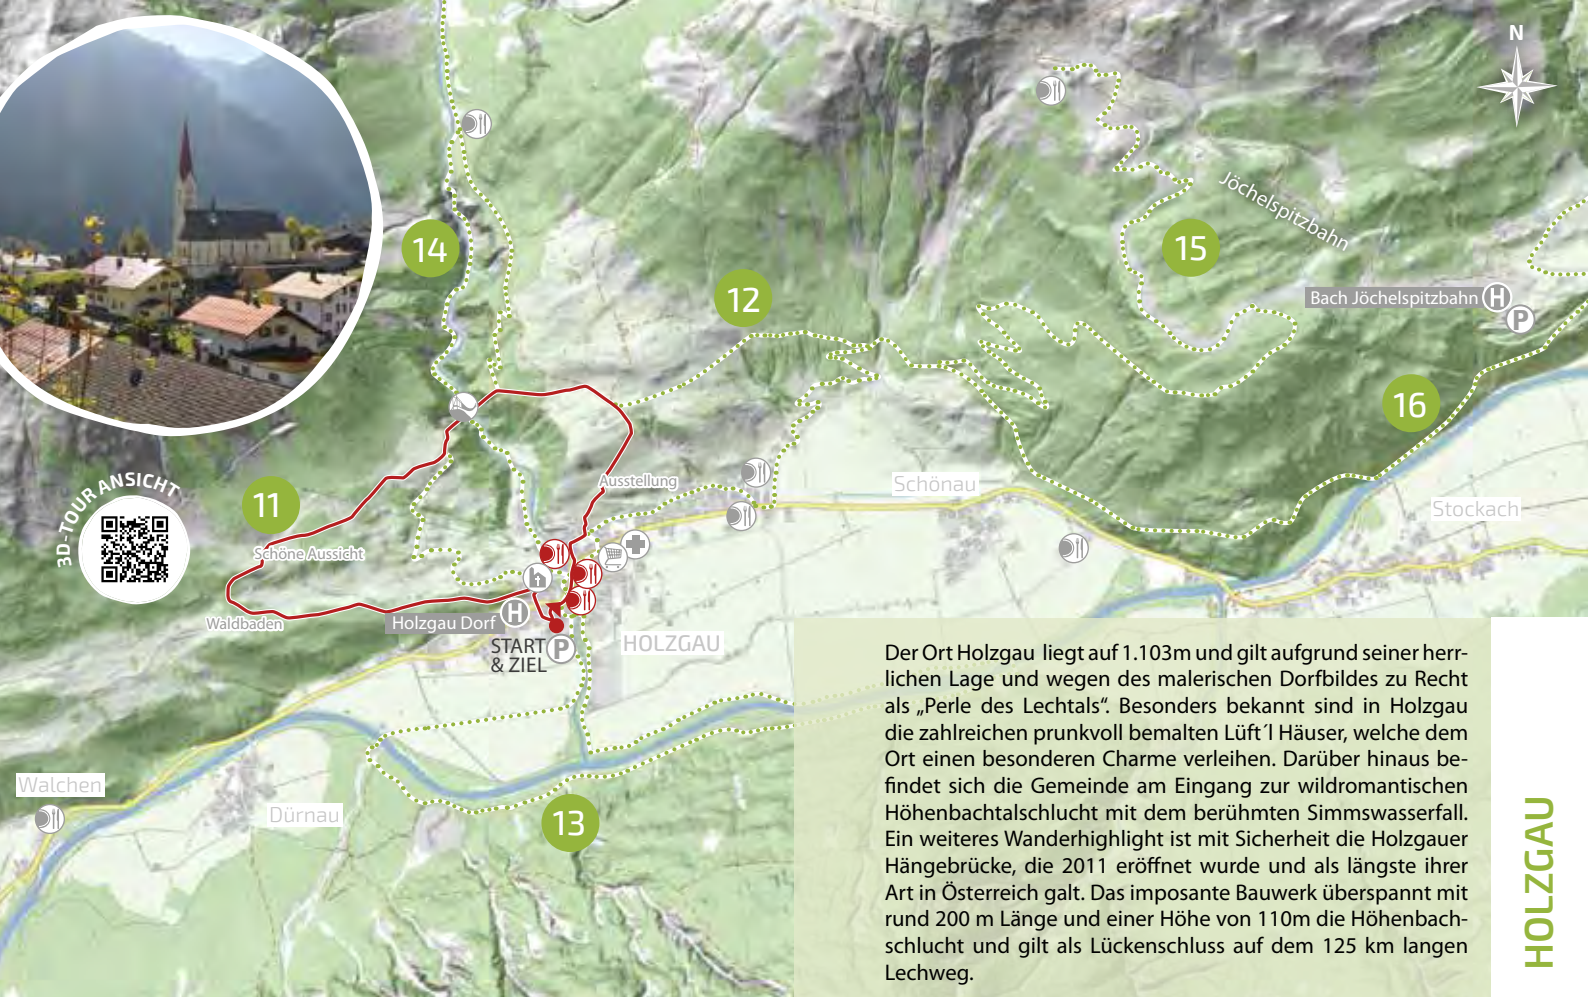 N
14
12
15
Jöchelspitzbahn
Bach Jöchelspitzbahn H
P
16
3D-TOUR ANSICHT
11
Ausstellung
Schönau
Stockach
Schöne Aussicht
Waldbaden
Holzgau Dorf H
START
& ZIEL
P
HOLZGAU
Walchen
Dürnau
13
Der Ort Holzgau liegt auf 1.103m und gilt aufgrund seiner herr-
lichen Lage und wegen des malerischen Dorfbildes zu Recht
als „Perle des Lechtals“. Besonders bekannt sind in Holzgau
die zahlreichen prunkvoll bemalten Lüft´l Häuser, welche dem
Ort einen besonderen Charme verleihen. Darüber hinaus be-
findet sich die Gemeinde am Eingang zur wildromantischen
Höhenbachtalschlucht mit dem berühmten Simmswasserfall.
Ein weiteres Wanderhighlight ist mit Sicherheit die Holzgauer
Hängebrücke, die 2011 eröffnet wurde und als längste ihrer
Art in Österreich galt. Das imposante Bauwerk überspannt mit
rund 200 m Länge und einer Höhe von 110m die Höhenbach-
schlucht und gilt als Lückenschluss auf dem 125 km langen
Lechweg.
HOLZGAU